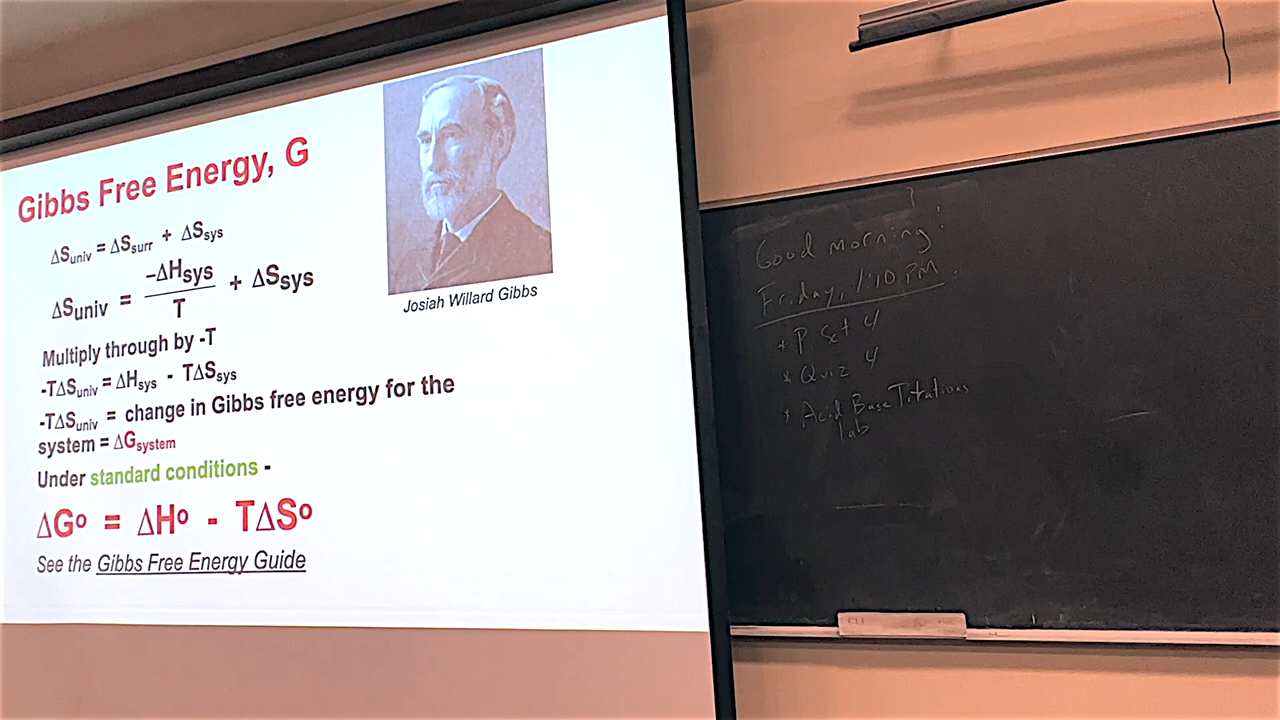 Gibbs Free Energy, G
ΔSuniv = ΔSsurr + ΔSsys
ΔSuniv = –ΔHsys / T + ΔSsys
Multiply through by -T
-TΔSuniv = ΔHsys - TΔSsys
-TΔSuniv = change in Gibbs free energy for the
system = ΔGsystem
Under standard conditions -
ΔGo = ΔHo - TΔSo
See the Gibbs Free Energy Guide
Josiah Willard Gibbs
Good morning!
Friday, 1:10 PM:
* P. Set 4
* Quiz 4
* Acid Base Titrations
lab